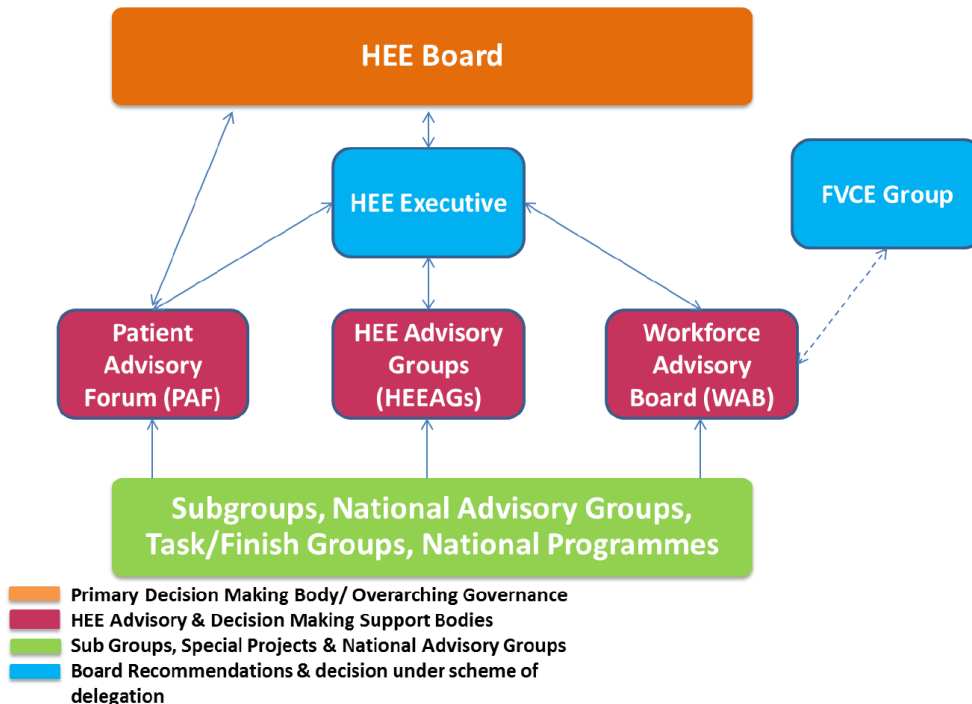 HEE Board
HEE Executive
FVCE Group
Patient
Advisory
Forum (PAF)
HEE Advisory
Groups
(HEEAGs)
Workforce
Advisory
Board (WAB)
Subgroups, National Advisory Groups,
Task/Finish Groups, National Programmes
Primary Decision Making Body/ Overarching Governance
HEE Advisory & Decision Making Support Bodies
Sub Groups, Special Projects & National Advisory Groups
Board Recommendations & decision under scheme of
delegation